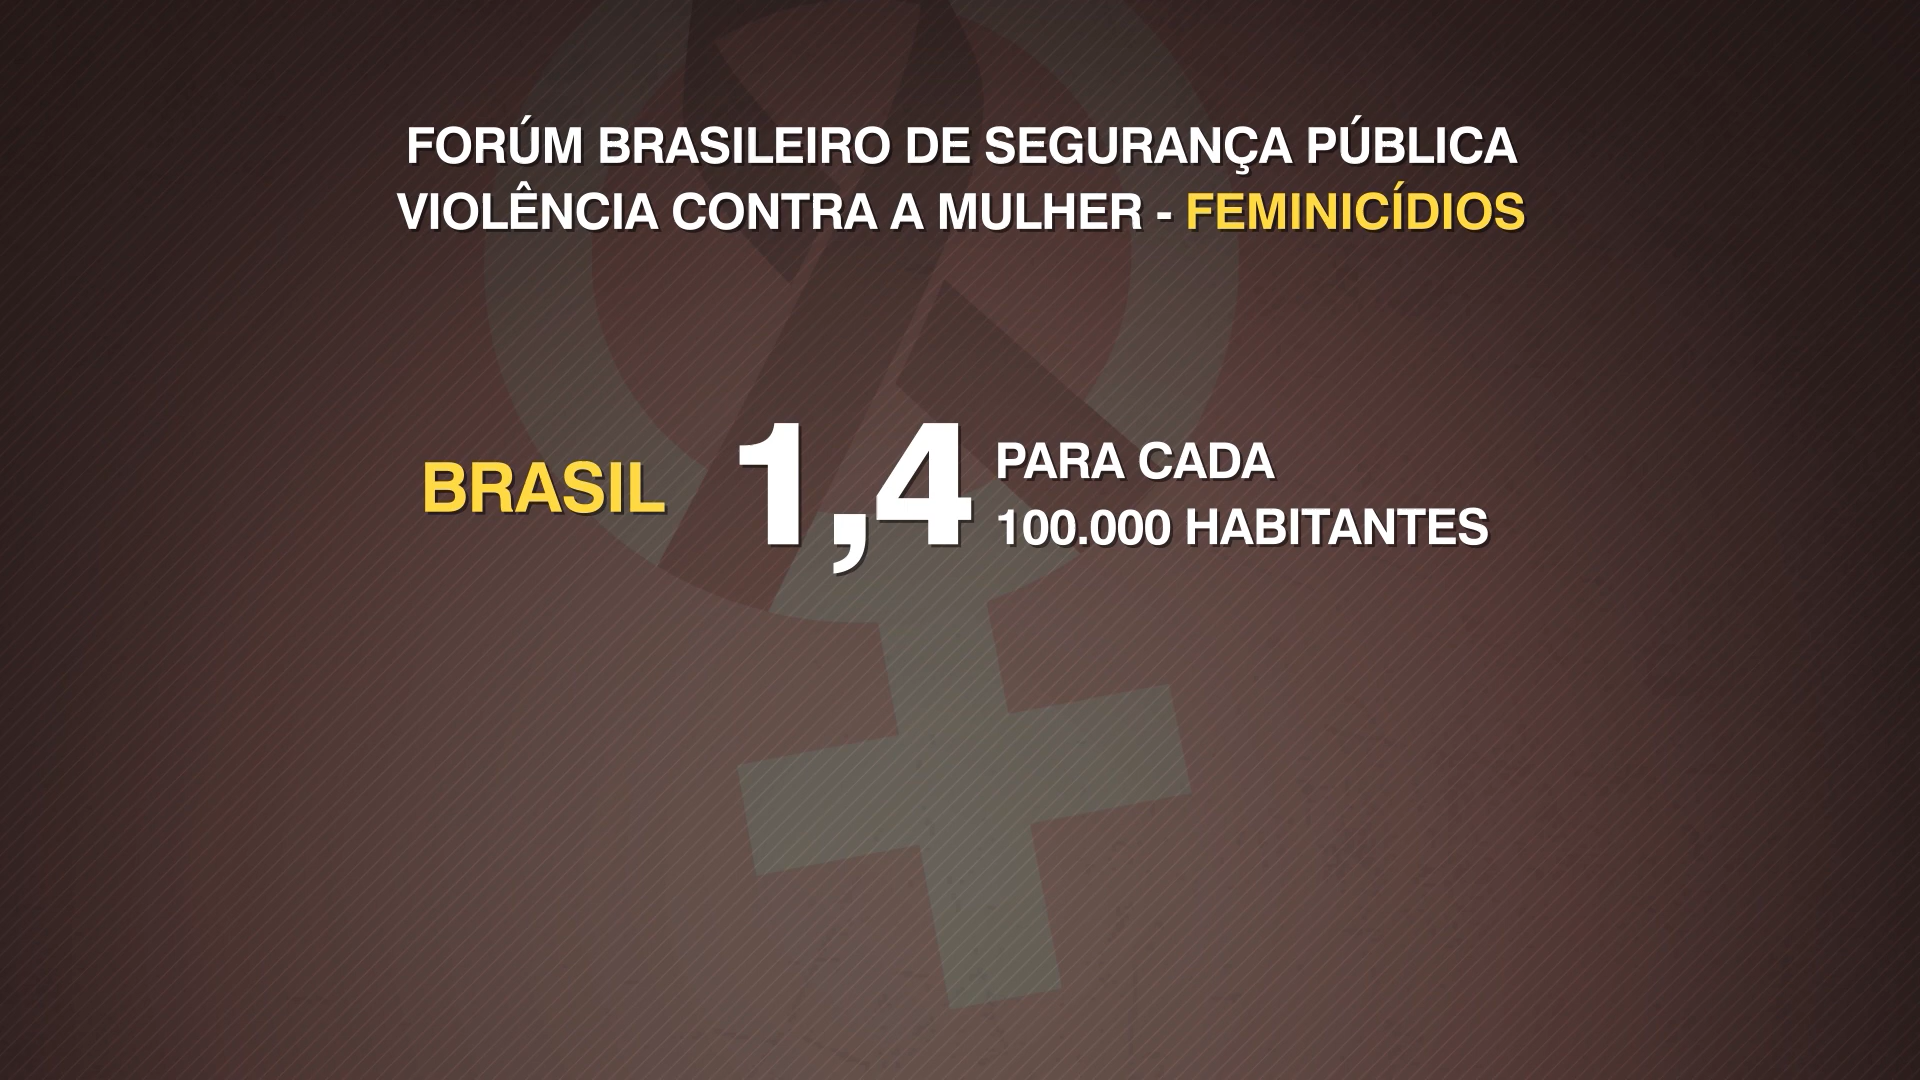 FORÚM BRASILEIRO DE SEGURANÇA PÚBLICA
VIOLÊNCIA CONTRA A MULHER - FEMINICÍDIOS
BRASIL 1,4 PARA CADA
100.000 HABITANTES